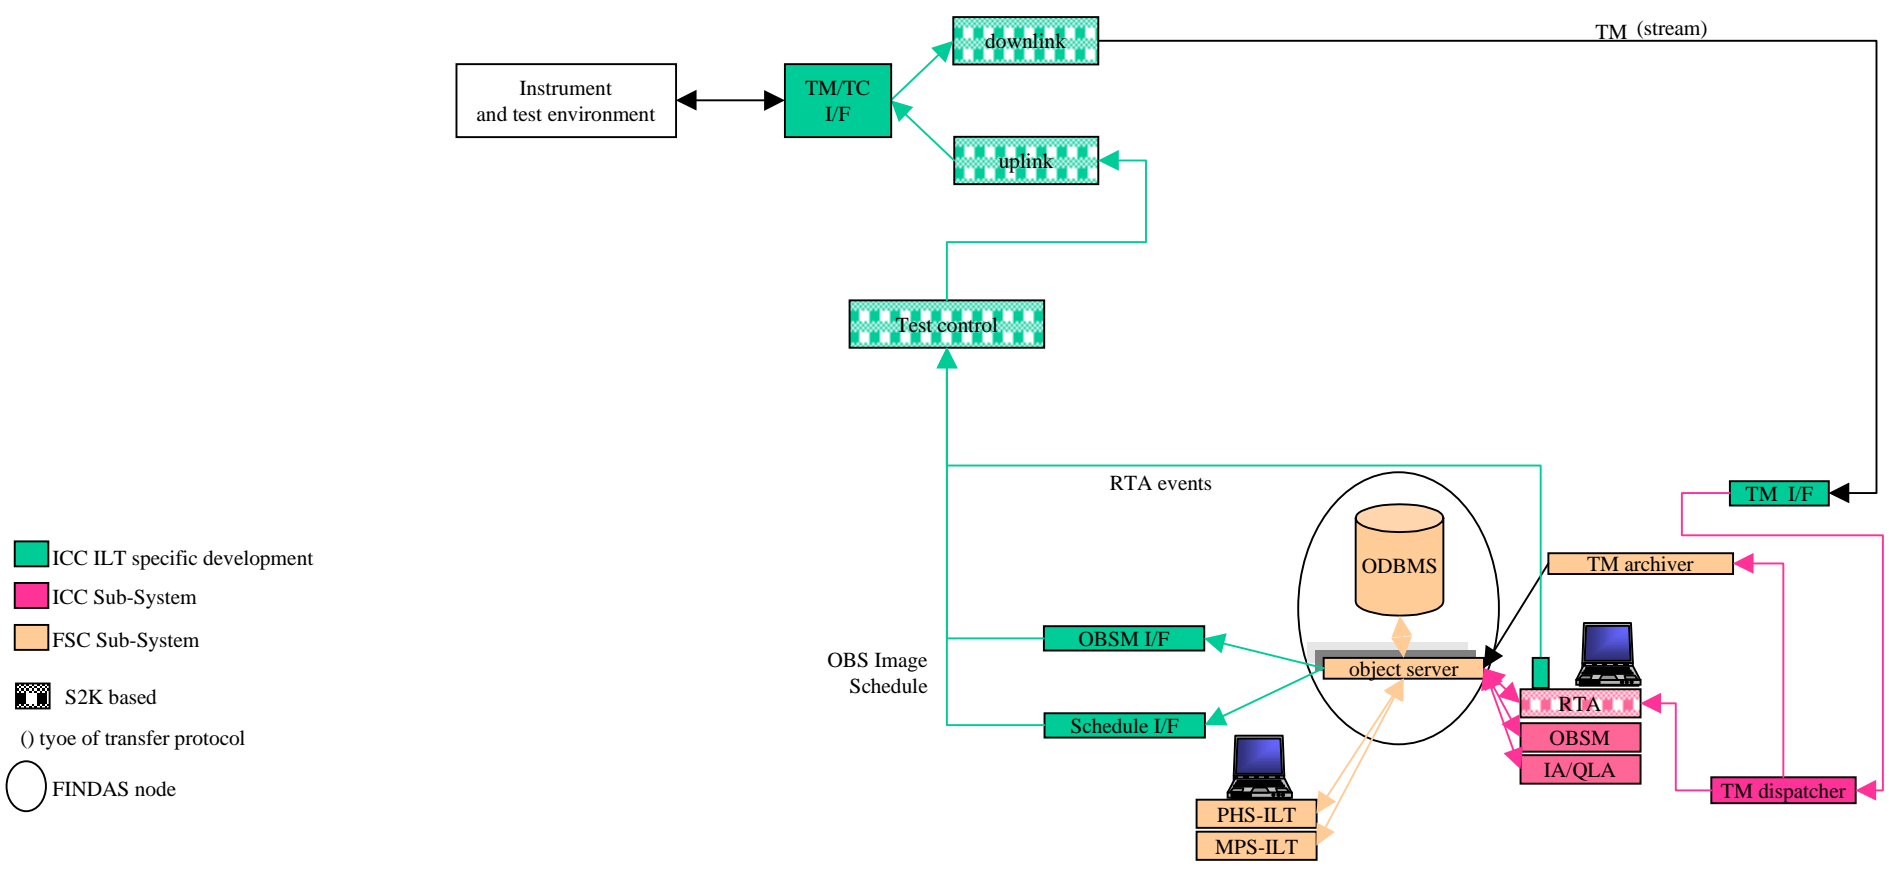 TM (stream)
downlink
Instrument
and test environment
TM/TC
I/F
uplink
Test control
RTA events
TM I/F
ODBMS
TM archiver
ICC ILT specific development
ICC Sub-System
FSC Sub-System
S2K based
() tyoe of transfer protocol
FINDAS node
OBSM I/F
OBS Image
Schedule
object server
Schedule I/F
RTA
OBSM
IA/QLA
TM dispatcher
PHS-ILT
MPS-ILT